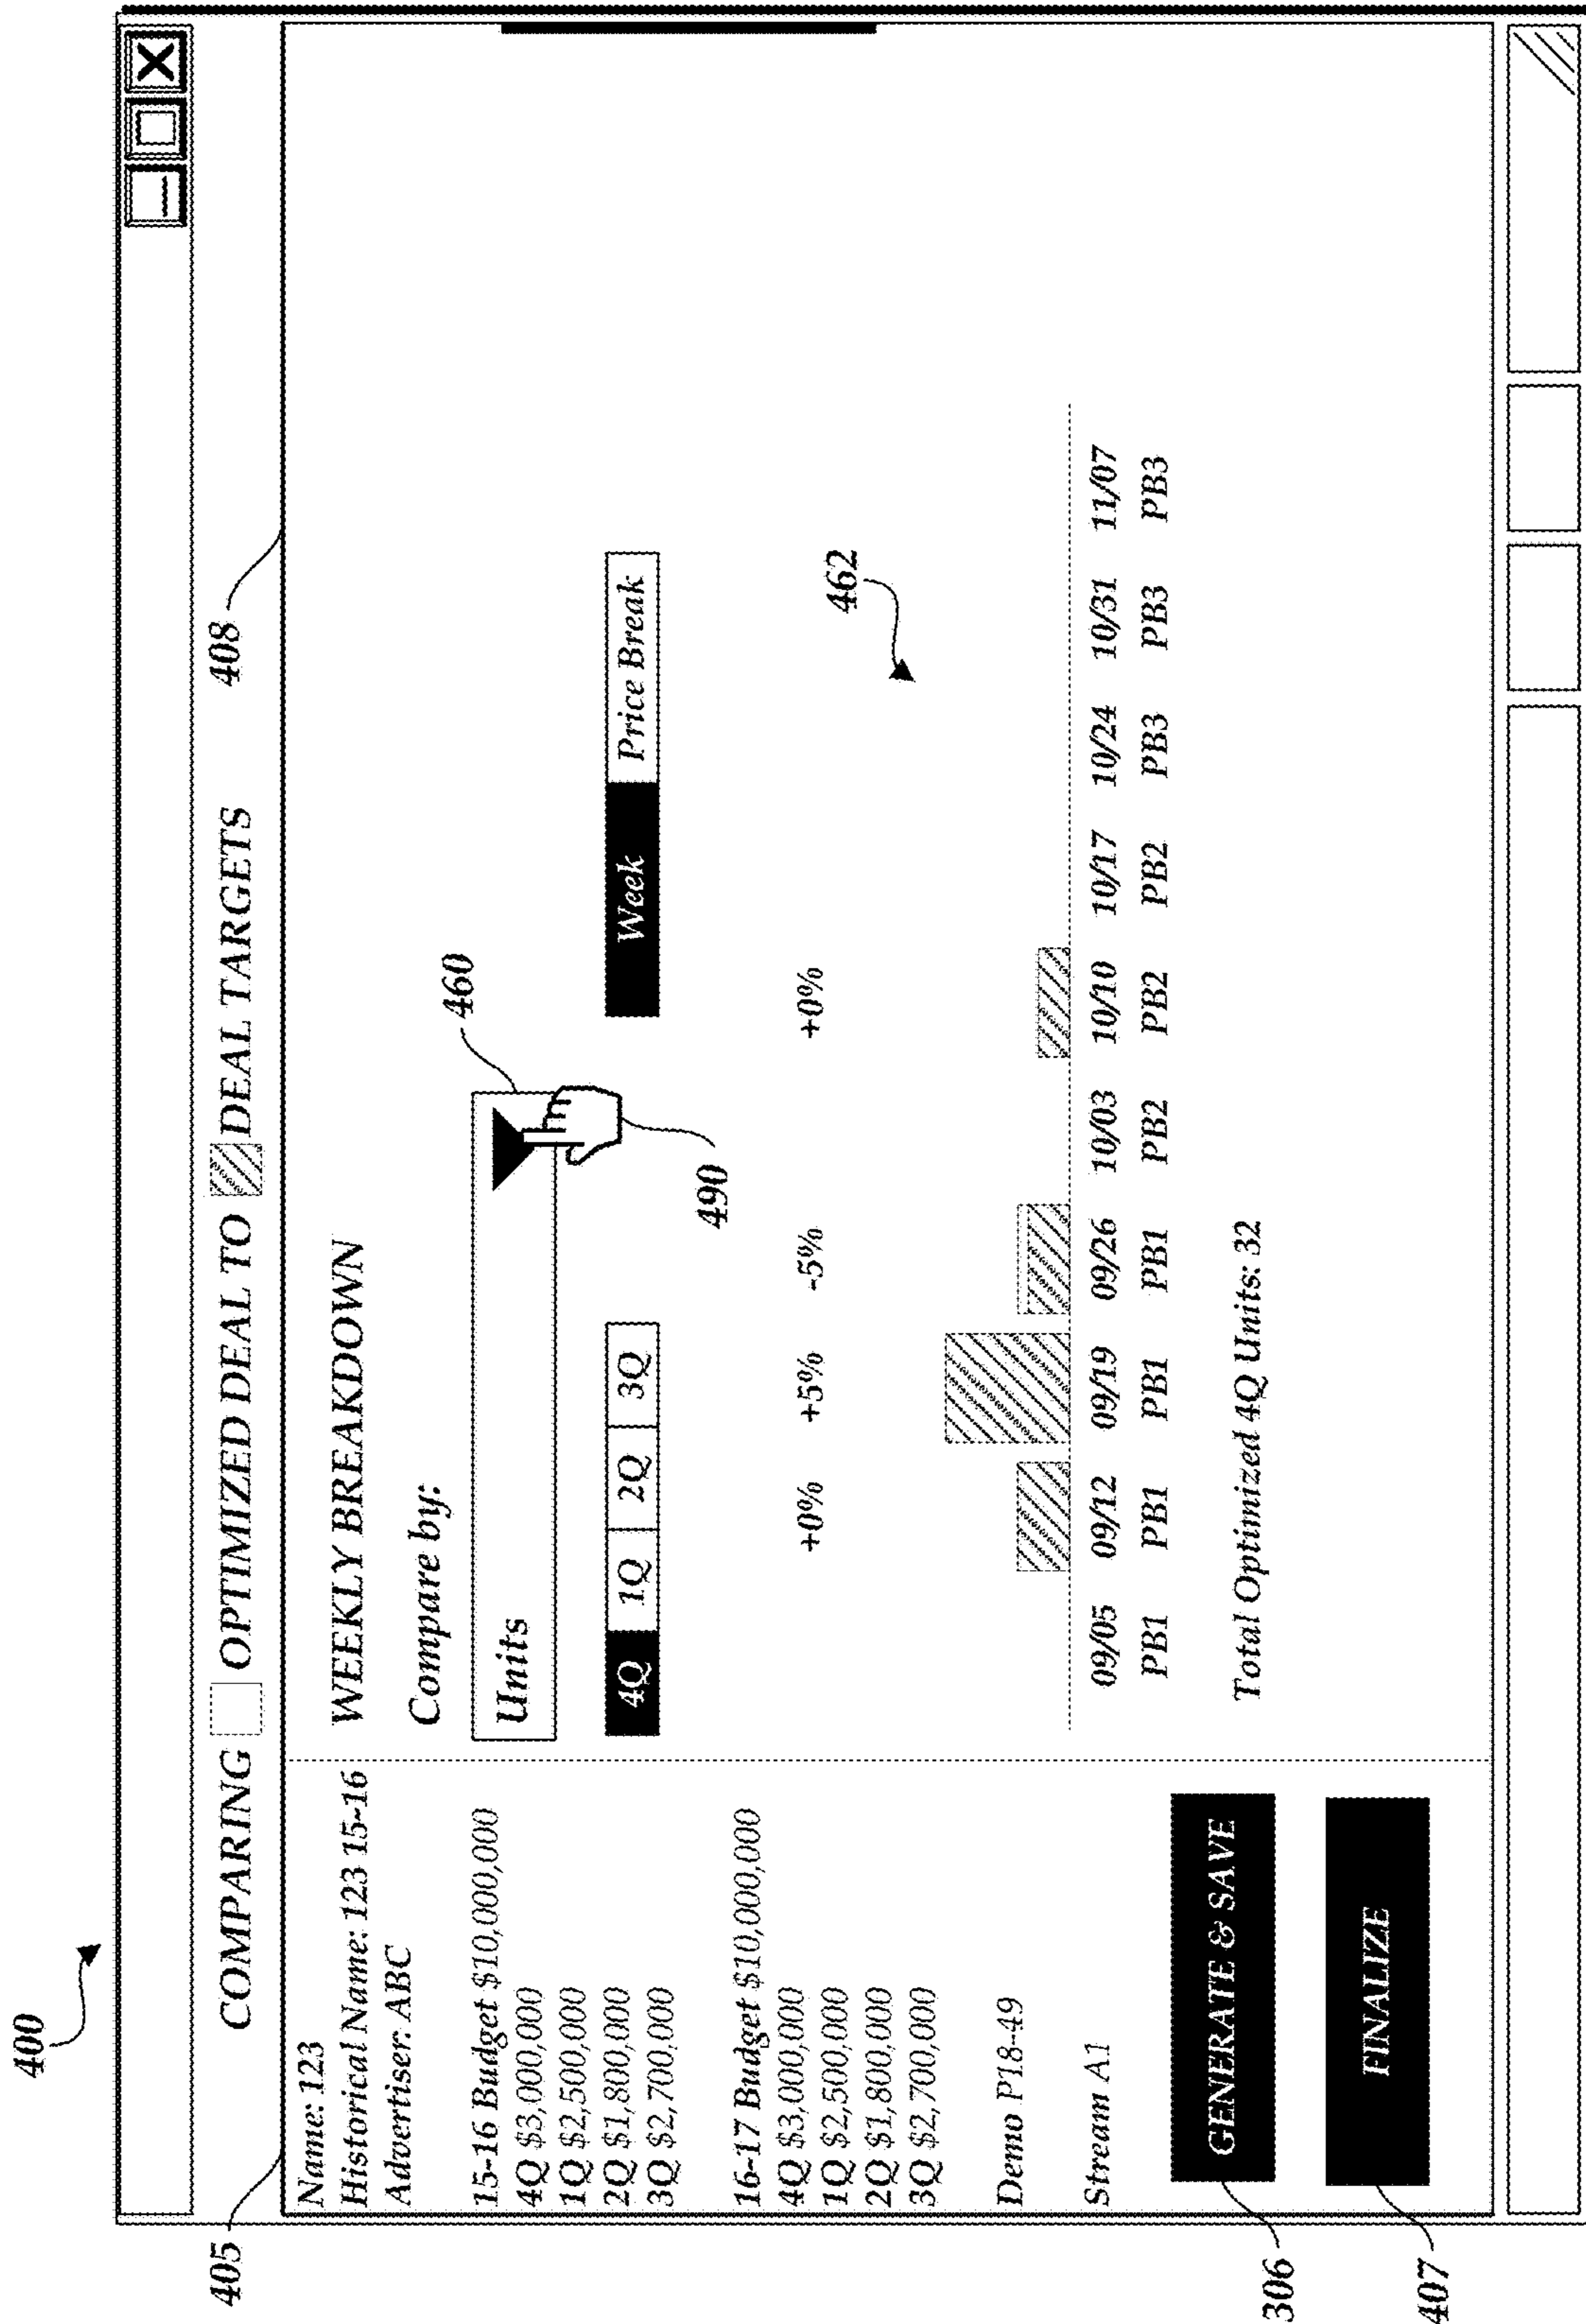 400
405
COMPARING OPTIMIZED DEAL TO DEAL TARGETS
408
Name: 123
Historical Name: 123 15-16
Advertiser: ABC
15-16 Budget $10,000,000
4Q $3,000,000
1Q $2,500,000
2Q $1,800,000
3Q $2,700,000
16-17 Budget $10,000,000
4Q $3,000,000
1Q $2,500,000
2Q $1,800,000
3Q $2,700,000
Demo P18-49
Stream A1
GENERATE & SAVE
306
FINALIZE
407
WEEKLY BREAKDOWN
Compare by:
460
Units
490
4Q 1Q 2Q 3Q Week Price Break
462
+0% +5% -5% +0%
09/05 09/12 09/19 09/26 10/03 10/10 10/17 10/24 10/31 11/07
PB1 PB1 PB1 PB1 PB2 PB2 PB2 PB3 PB3 PB3
Total Optimized 4Q Units: 32